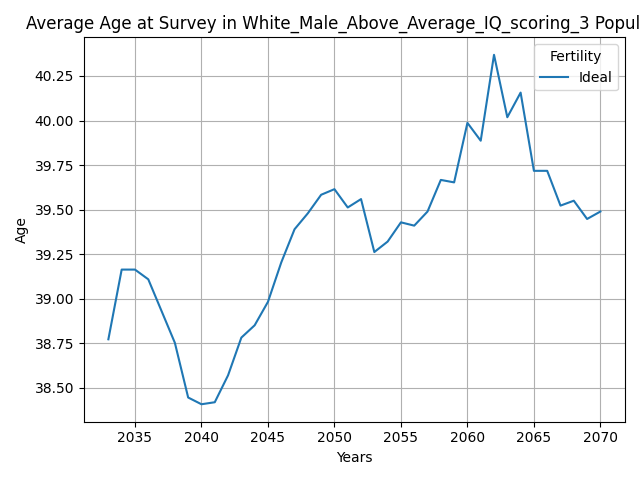 Average Age at Survey in White_Male_Above_Average_IQ_scoring_3 Popul
Fertility
Ideal
40.25
40.00
39.75
39.50
39.25
39.00
38.75
38.50
Age
2035 2040 2045 2050 2055 2060 2065 2070
Years